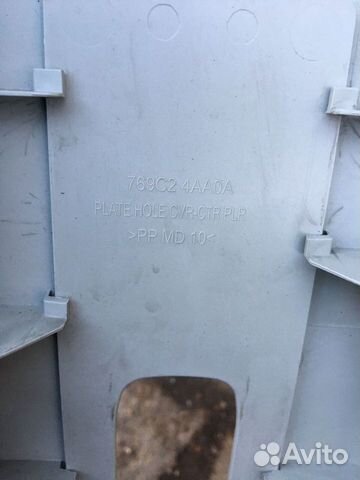 769C2 4AA0A
PLATE HOLE CVR-CTR PLR
>PP MD 10<
Avito